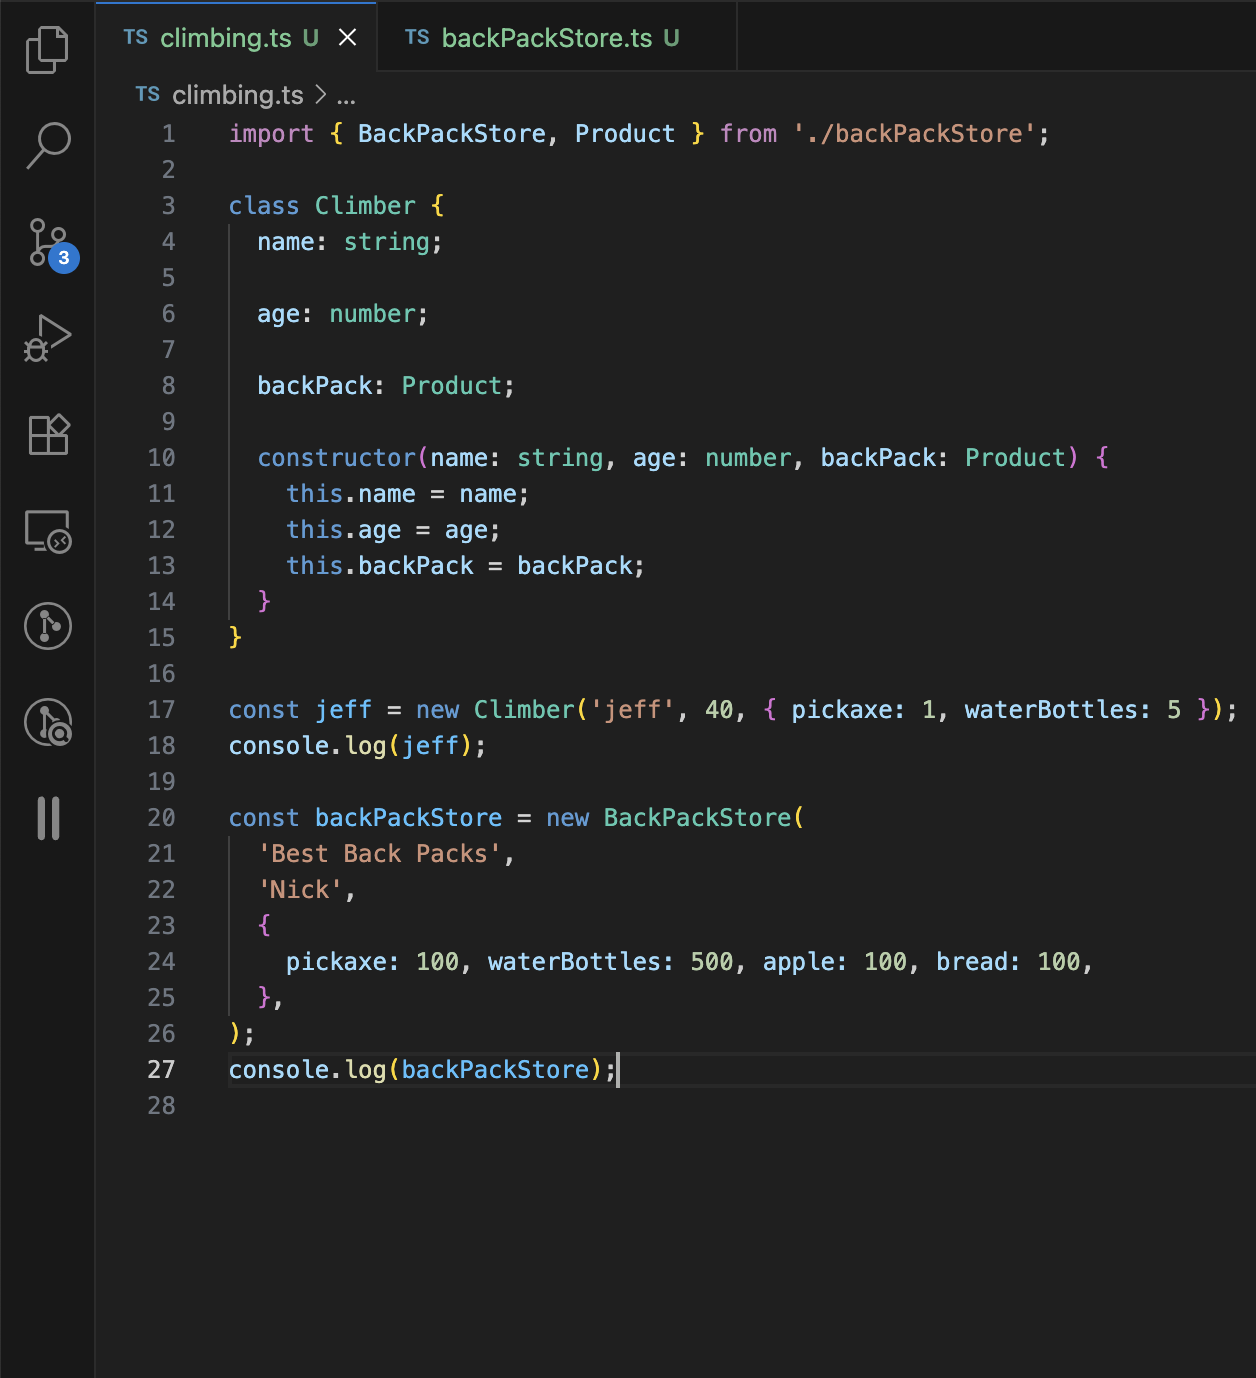 TS climbing.ts U TS backPackStore.ts U
TS climbing.ts > ...
1 import { BackPackStore, Product } from './backPackStore';
2
3 class Climber {
4   name: string;
5
6   age: number;
7
8   backPack: Product;
9
10   constructor(name: string, age: number, backPack: Product) {
11     this.name = name;
12     this.age = age;
13     this.backPack = backPack;
14   }
15 }
16
17 const jeff = new Climber('jeff', 40, { pickaxe: 1, waterBottles: 5 });
18 console.log(jeff);
19
20 const backPackStore = new BackPackStore(
21   'Best Back Packs',
22   'Nick',
23   {
24     pickaxe: 100, waterBottles: 500, apple: 100, bread: 100,
25   },
26 );
27 console.log(backPackStore);
28
3